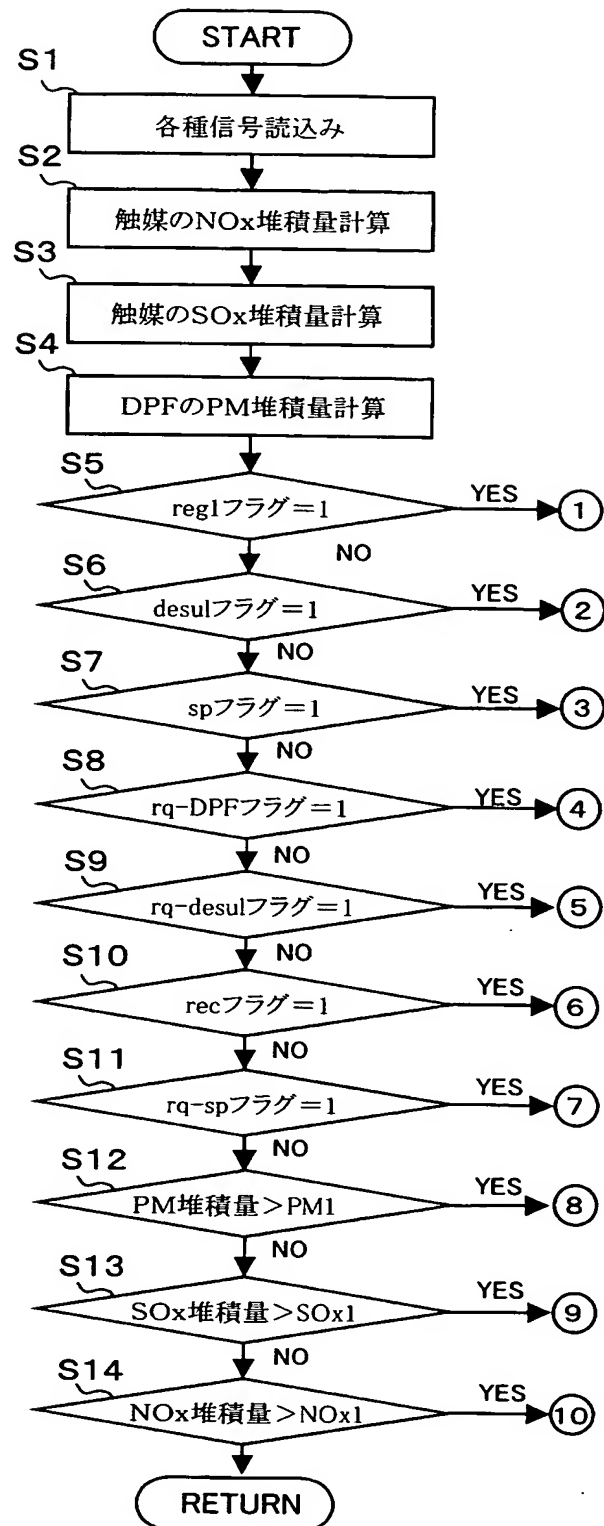 START
S1
各種信号読込み
S2
触媒のNOx堆積量計算
S3
触媒のSOx堆積量計算
S4
DPFのPM堆積量計算
S5
reg1フラグ=1
YES
①
NO
S6
desulフラグ=1
YES
②
NO
S7
spフラグ=1
YES
③
NO
S8
rq-DPFフラグ=1
YES
④
NO
S9
rq-desulフラグ=1
YES
⑤
NO
S10
recフラグ=1
YES
⑥
NO
S11
rq-spフラグ=1
YES
⑦
NO
S12
PM堆積量>PM1
YES
⑧
NO
S13
SOx堆積量>SOx1
YES
⑨
NO
S14
NOx堆積量>NOx1
YES
⑩
RETURN